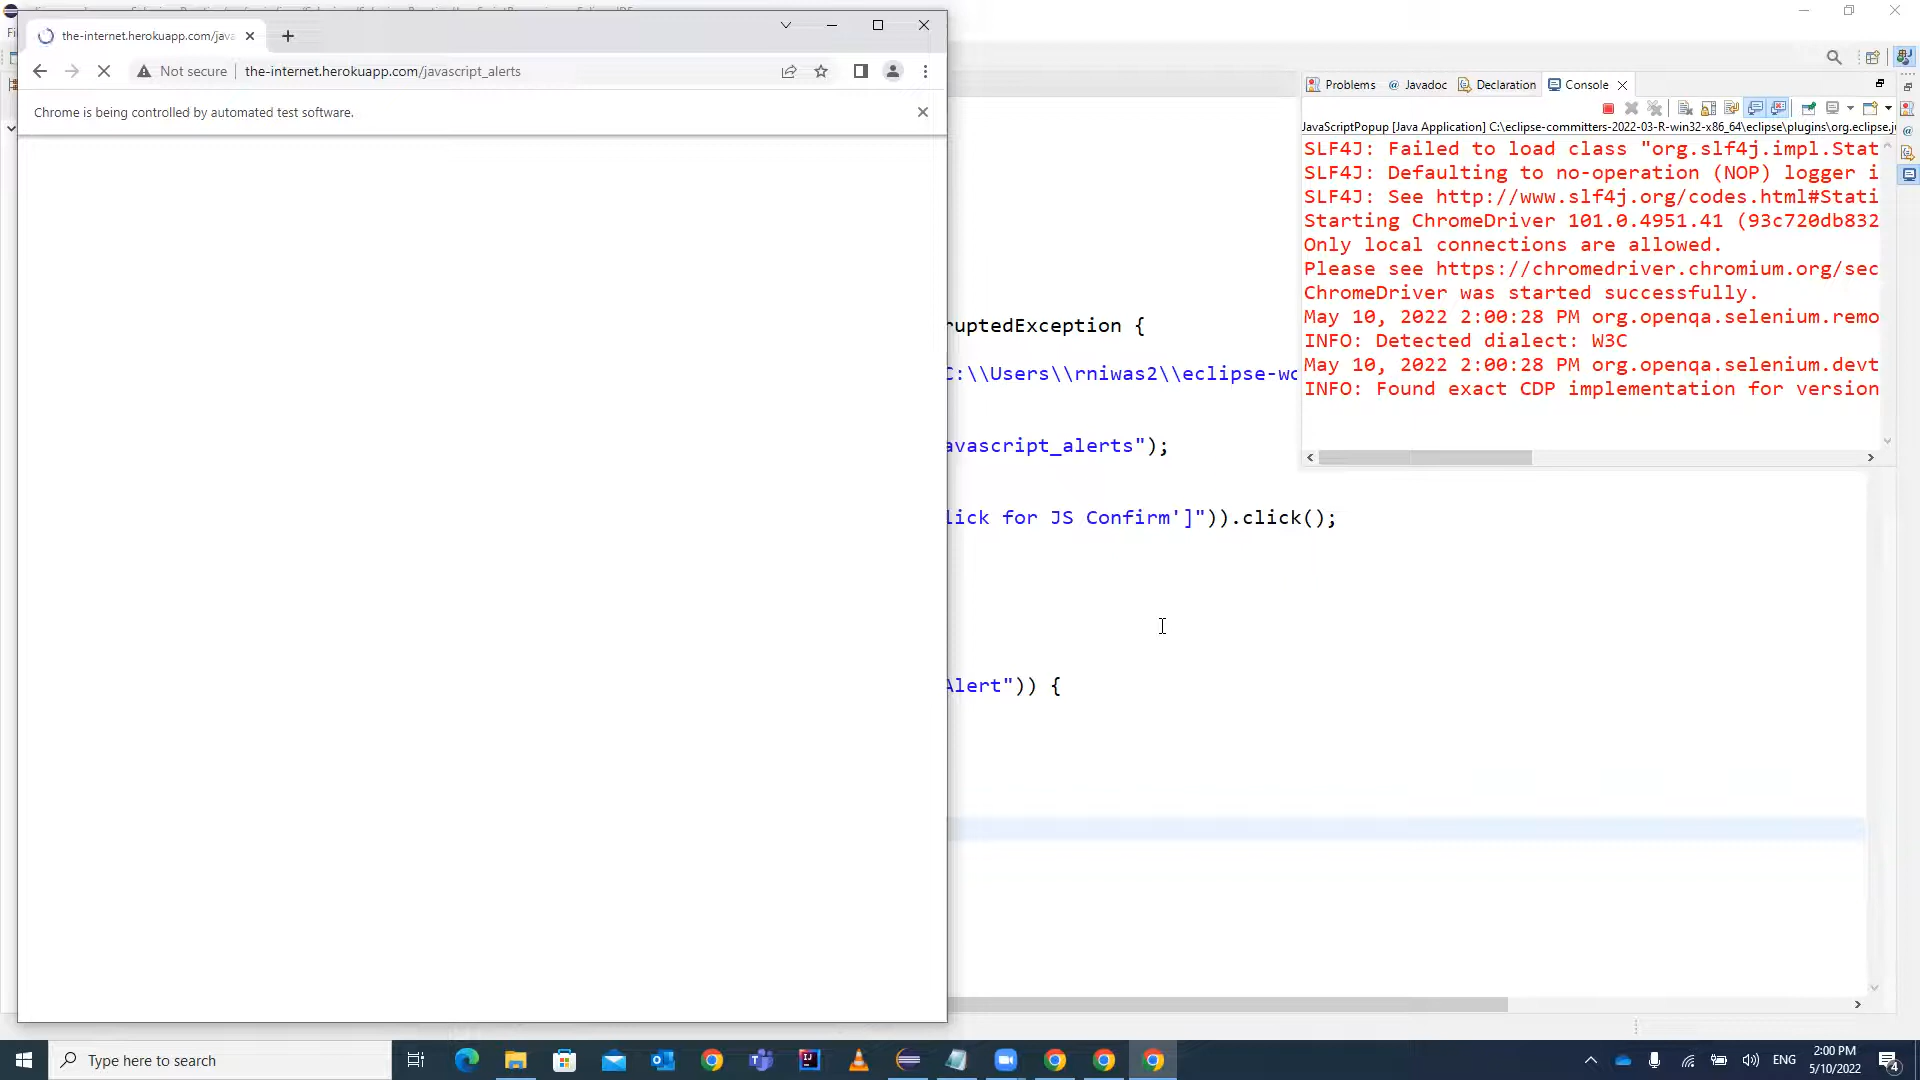 the-internet.herokuapp.com/java
Not secure
the-internet.herokuapp.com/javascript_alerts
Chrome is being controlled by automated test software.
Problems
@ Javadoc
Declaration
Console
JavaScriptPopup [Java Application] C:\eclipse-committers-2022-03-R-win32-x86_64\eclipse\plugins\org.eclipse.j
SLF4J: Failed to load class "org.slf4j.impl.Stat
SLF4J: Defaulting to no-operation (NOP) logger i
SLF4J: See http://www.slf4j.org/codes.html#Stati
Starting ChromeDriver 101.0.4951.41 (93c720db832
Only local connections are allowed.
Please see https://chromedriver.chromium.org/sec
ChromeDriver was started successfully.
May 10, 2022 2:00:28 PM org.openqa.selenium.remo
INFO: Detected dialect: W3C
May 10, 2022 2:00:28 PM org.openqa.selenium.devt
INFO: Found exact CDP implementation for version
ruptedException {
C:\\Users\\rniwas2\\eclipse-wo
avascript_alerts");
lick for JS Confirm']")).click();
Alert")) {
Type here to search
ENG
2:00 PM
5/10/2022
4